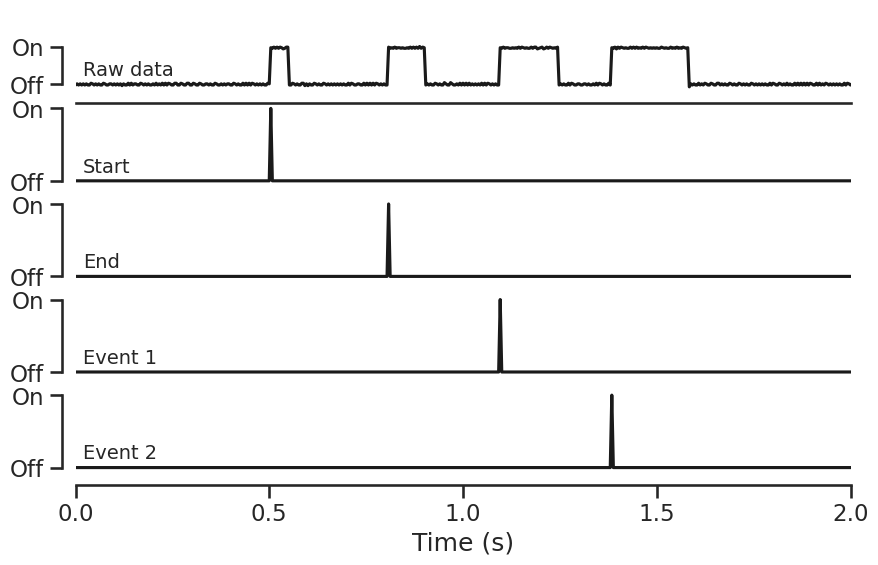 On
Raw data
Off
On
Start
Off
On
End
Off
On
Event 1
Off
On
Event 2
Off
0.0 0.5 1.0 1.5 2.0
Time (s)